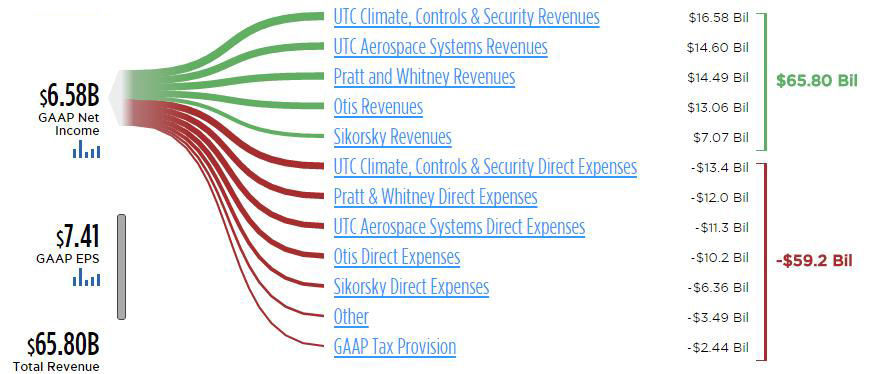 UTC Climate, Controls & Security Revenues $16.58 Bil
UTC Aerospace Systems Revenues $14.60 Bil
Pratt and Whitney Revenues $14.49 Bil
$65.80 Bil
Otis Revenues $13.06 Bil
Sikorsky Revenues $7.07 Bil
$6.58B
GAAP Net
Income
UTC Climate, Controls & Security Direct Expenses -$13.4 Bil
Pratt & Whitney Direct Expenses -$12.0 Bil
UTC Aerospace Systems Direct Expenses -$11.3 Bil
Otis Direct Expenses -$10.2 Bil
-$59.2 Bil
Sikorsky Direct Expenses -$6.36 Bil
Other -$3.49 Bil
GAAP Tax Provision -$2.44 Bil
$7.41
GAAP EPS
$65.80B
Total Revenue